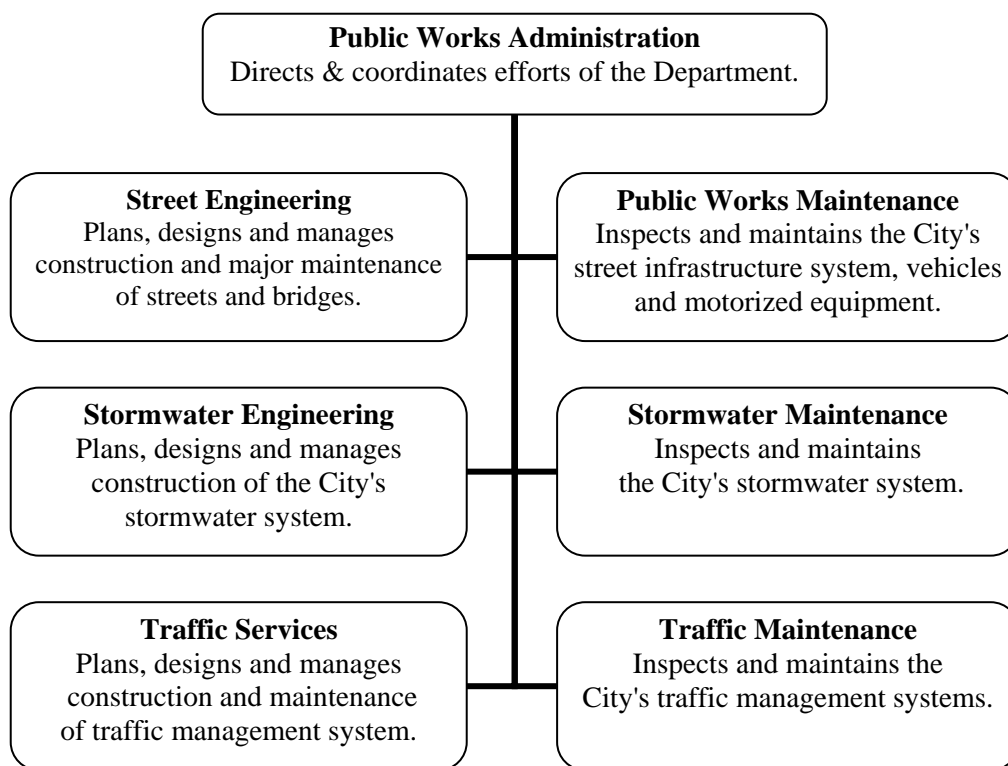 Public Works Administration
Directs & coordinates efforts of the Department.
Street Engineering
Plans, designs and manages
construction and major maintenance
of streets and bridges.
Public Works Maintenance
Inspects and maintains the City's
street infrastructure system, vehicles
and motorized equipment.
Stormwater Engineering
Plans, designs and manages
construction of the City's
stormwater system.
Stormwater Maintenance
Inspects and maintains
the City's stormwater system.
Traffic Services
Plans, designs and manages
construction and maintenance
of traffic management system.
Traffic Maintenance
Inspects and maintains the
City's traffic management systems.